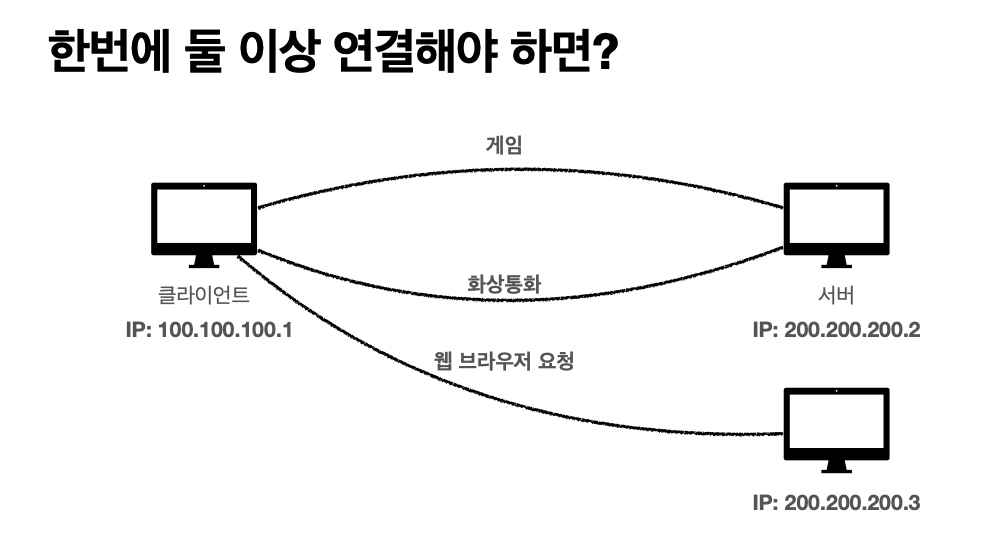 한번에 둘 이상 연결해야 하면?
게임
화상통화
클라이언트
서버
IP: 100.100.100.1
IP: 200.200.200.2
웹 브라우저 요청
IP: 200.200.200.3